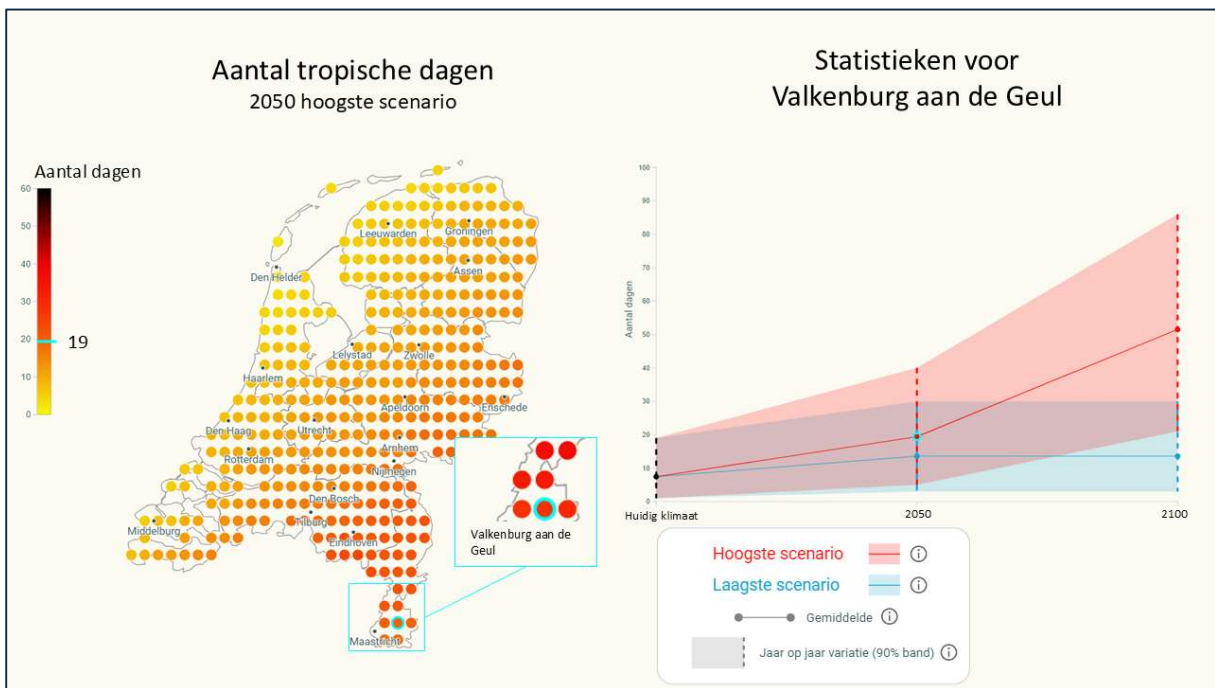 Aantal tropische dagen
2050 hoogste scenario
Aantal dagen
60
50
40
30
20
10
0
19
Leeuwarden
Groningen
Assen
Den Helder
Lelystad
Zwolle
Haarlem
Apeldoorn
Enschede
Den Haag
Utrecht
Arnhem
Rotterdam
Nijmegen
Den Bosch
Tilburg
Middelburg
Eindhoven
Maastricht
Valkenburg aan de
Geul
Statistieken voor
Valkenburg aan de Geul
Aantal dagen
100
90
80
70
60
50
40
30
20
10
0
Huidig klimaat
2050
2100
Hoogste scenario
Laagste scenario
Gemiddelde
Jaar op jaar variatie (90% band)